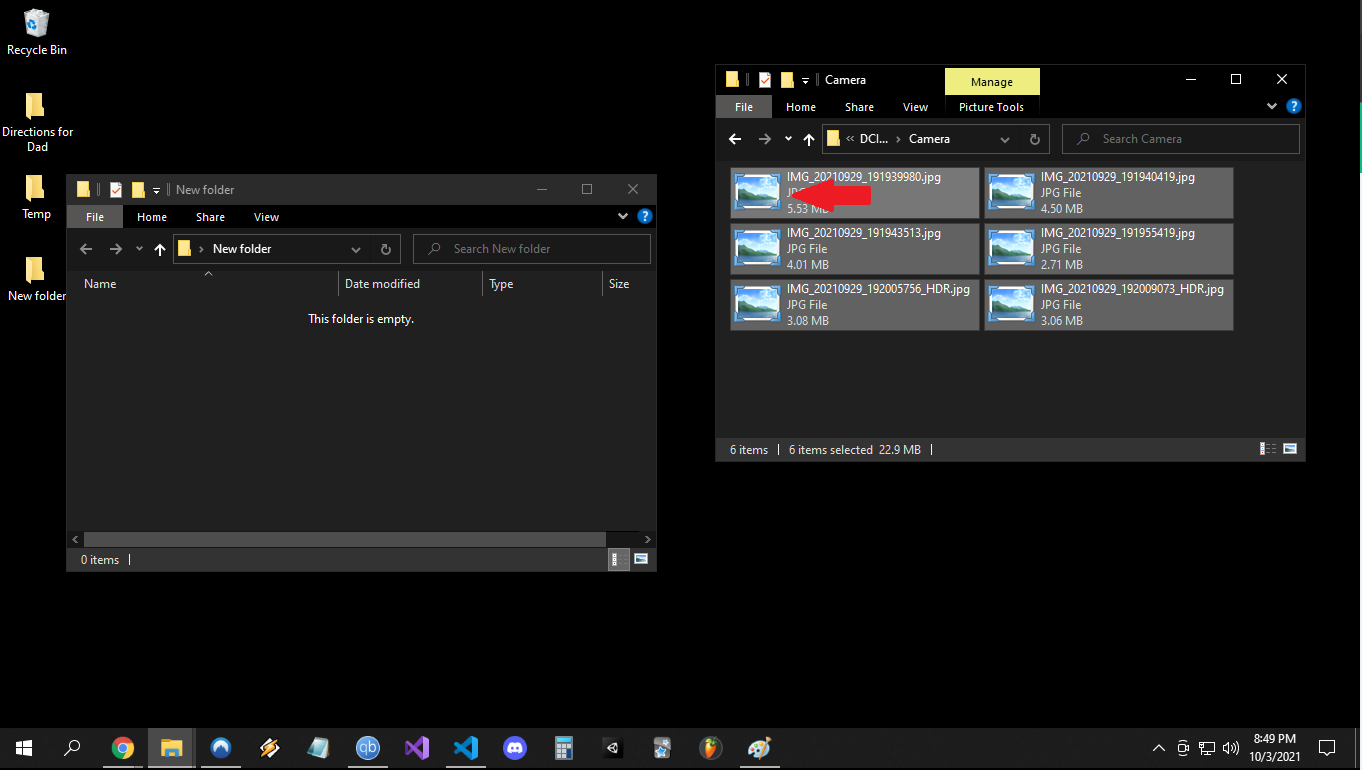 Recycle Bin
Directions for
Dad
Temp
New folder
New folder
File
Home
Share
View
New folder
Search New folder
Name
Date modified
Type
Size
This folder is empty.
0 items
Camera
Manage
File
Home
Share
View
Picture Tools
DCI...
Camera
Search Camera
IMG_20210929_191939980.jpg
5.53 MB
IMG_20210929_191940419.jpg
JPG File
4.50 MB
IMG_20210929_191943513.jpg
JPG File
4.01 MB
IMG_20210929_191955419.jpg
JPG File
2.71 MB
IMG_20210929_192005756_HDR.jpg
JPG File
3.08 MB
IMG_20210929_192009073_HDR.jpg
JPG File
3.06 MB
6 items
6 items selected 22.9 MB
qb
8:49 PM
10/3/2021